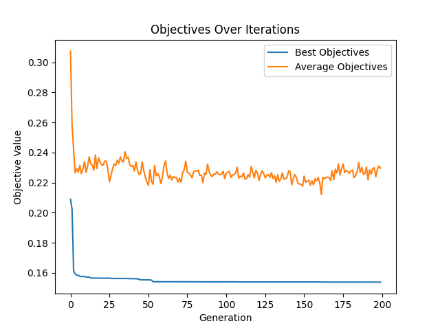 Objectives Over Iterations
Best Objectives
Average Objectives
Objective Value
0.30
0.28
0.26
0.24
0.22
0.20
0.18
0.16
0 25 50 75 100 125 150 175 200
Generation